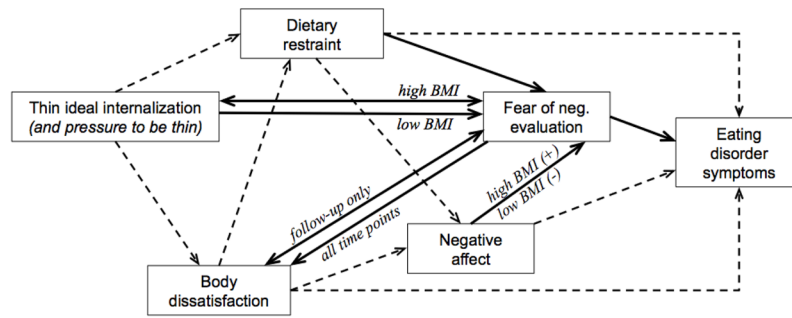 Dietary
restraint
Thin ideal internalization
(and pressure to be thin)
high BMI
low BMI
Fear of neg.
evaluation
Eating
disorder
symptoms
follow-up only
all time points
high BMI (+)
low BMI (-)
Negative
affect
Body
dissatisfaction